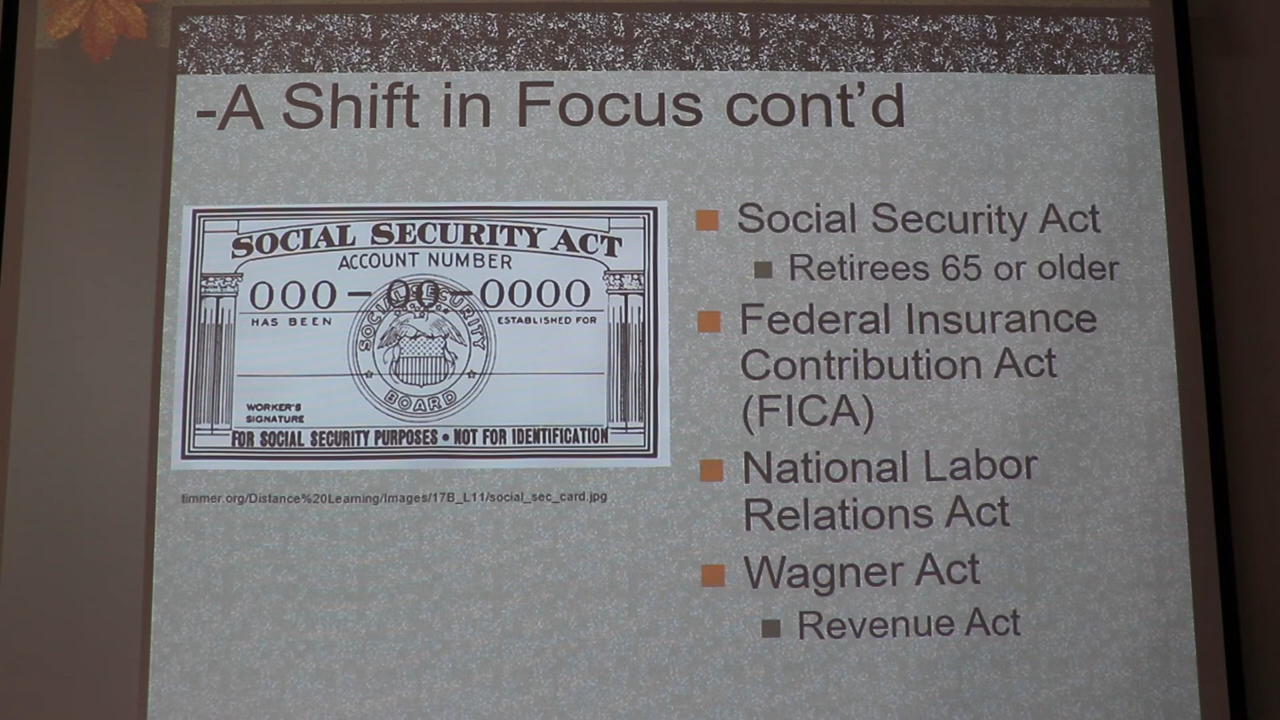 -A Shift in Focus cont'd
SOCIAL SECURITY ACT
ACCOUNT NUMBER
000-00-0000
HAS BEEN ESTABLISHED FOR
SOCIAL SECURITY
BOARD
WORKER'S
SIGNATURE
FOR SOCIAL SECURITY PURPOSES • NOT FOR IDENTIFICATION
timmer.org/Distance%20Learning/Images/17B_L11/social_sec_card.jpg
Social Security Act
Retirees 65 or older
Federal Insurance
Contribution Act
(FICA)
National Labor
Relations Act
Wagner Act
Revenue Act